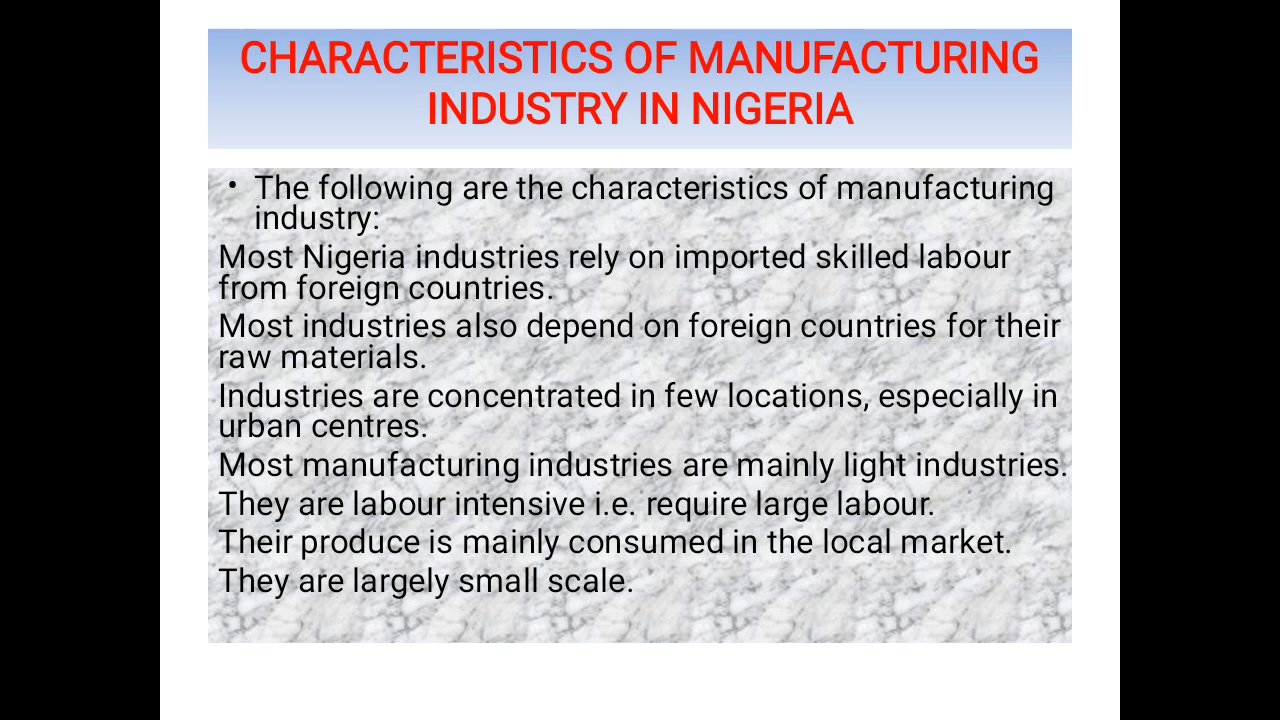 CHARACTERISTICS OF MANUFACTURING
INDUSTRY IN NIGERIA
• The following are the characteristics of manufacturing
industry:
Most Nigeria industries rely on imported skilled labour
from foreign countries.
Most industries also depend on foreign countries for their
raw materials.
Industries are concentrated in few locations, especially in
urban centres.
Most manufacturing industries are mainly light industries.
They are labour intensive i.e. require large labour.
Their produce is mainly consumed in the local market.
They are largely small scale.